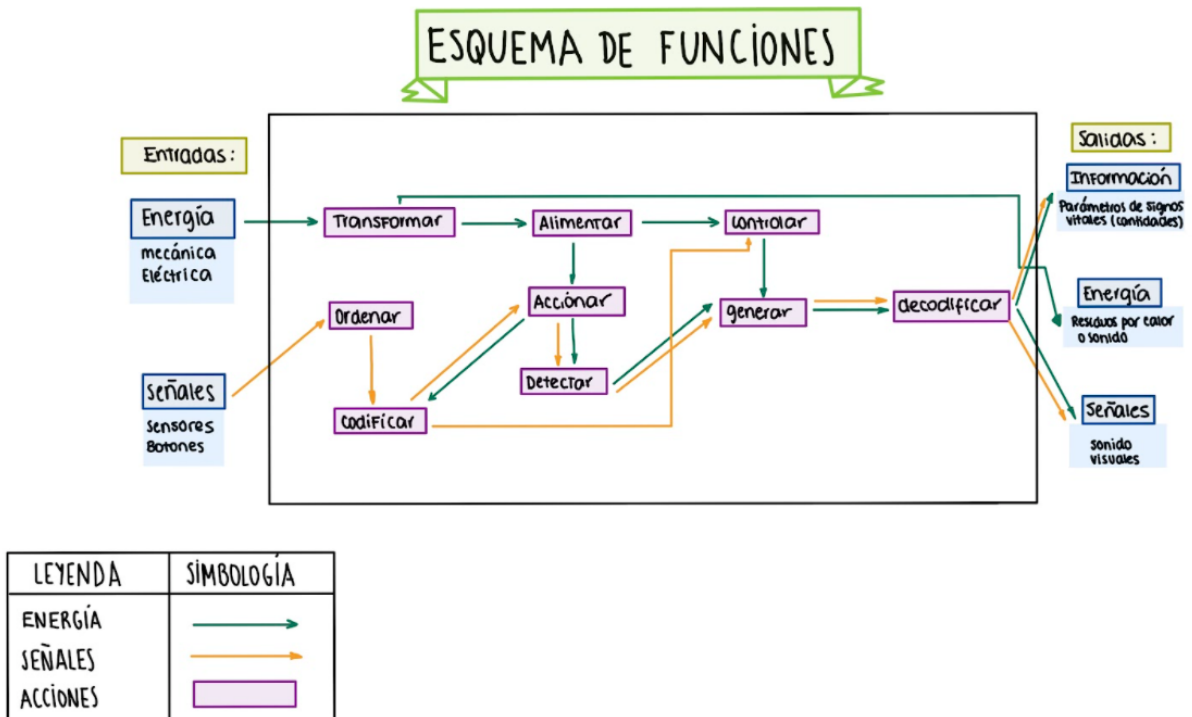 ESQUEMA DE FUNCIONES
Entradas:
Salidas:
Información
Parámetros de signos
vitales (cantidades)
Energía
mecánica
Eléctrica
Transformar
Alimentar
controlar
Energía
Residuos por calor
o sonido
Ordenar
Acciónar
generar
decodificar
Detectar
Señales
Sensores
Botones
codificar
Señales
sonido
visuales
LEYENDA
SIMBOLOGÍA
ENERGÍA
SEÑALES
ACCIONES